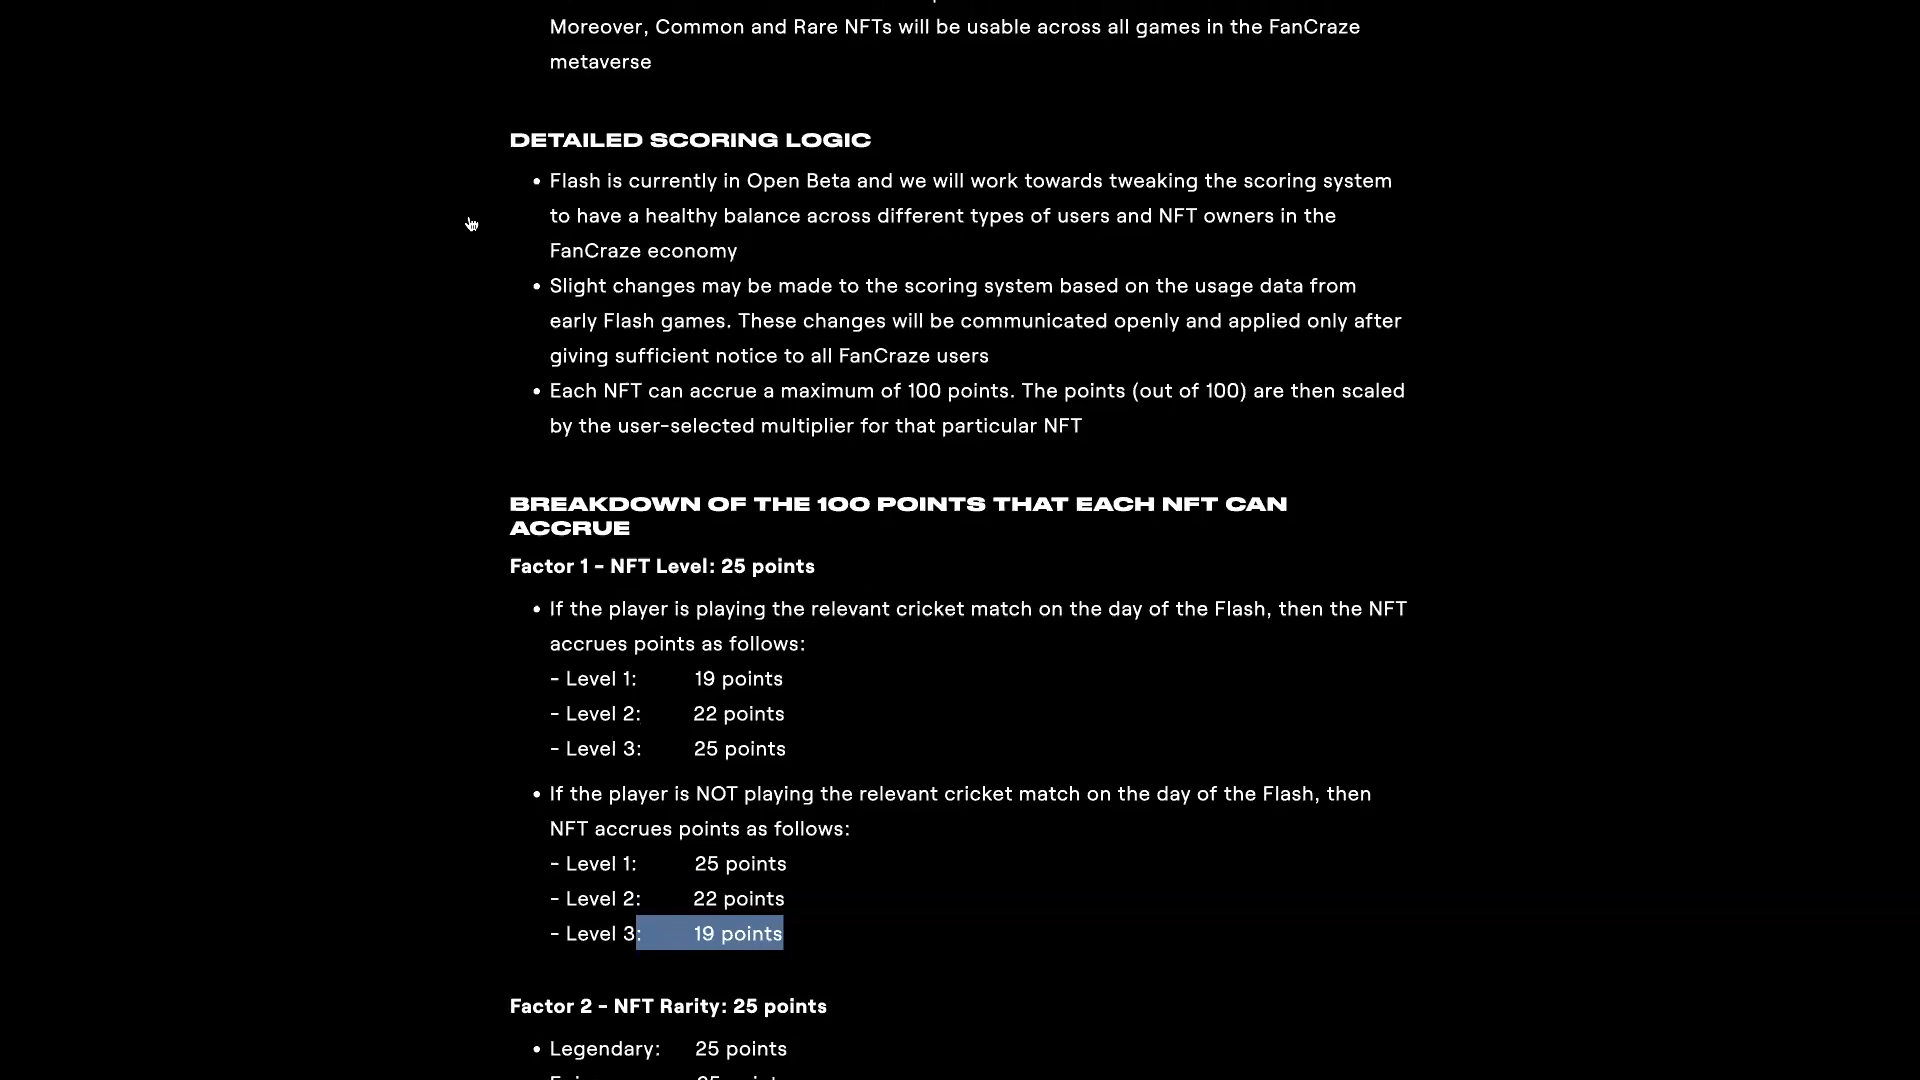 Moreover, Common and Rare NFTs will be usable across all games in the FanCraze
metaverse
DETAILED SCORING LOGIC
• Flash is currently in Open Beta and we will work towards tweaking the scoring system
to have a healthy balance across different types of users and NFT owners in the
FanCraze economy
• Slight changes may be made to the scoring system based on the usage data from
early Flash games. These changes will be communicated openly and applied only after
giving sufficient notice to all FanCraze users
• Each NFT can accrue a maximum of 100 points. The points (out of 100) are then scaled
by the user-selected multiplier for that particular NFT
BREAKDOWN OF THE 100 POINTS THAT EACH NFT CAN
ACCRUE
Factor 1 - NFT Level: 25 points
• If the player is playing the relevant cricket match on the day of the Flash, then the NFT
accrues points as follows:
- Level 1: 19 points
- Level 2: 22 points
- Level 3: 25 points
• If the player is NOT playing the relevant cricket match on the day of the Flash, then
NFT accrues points as follows:
- Level 1: 25 points
- Level 2: 22 points
- Level 3: 19 points
Factor 2 - NFT Rarity: 25 points
• Legendary: 25 points